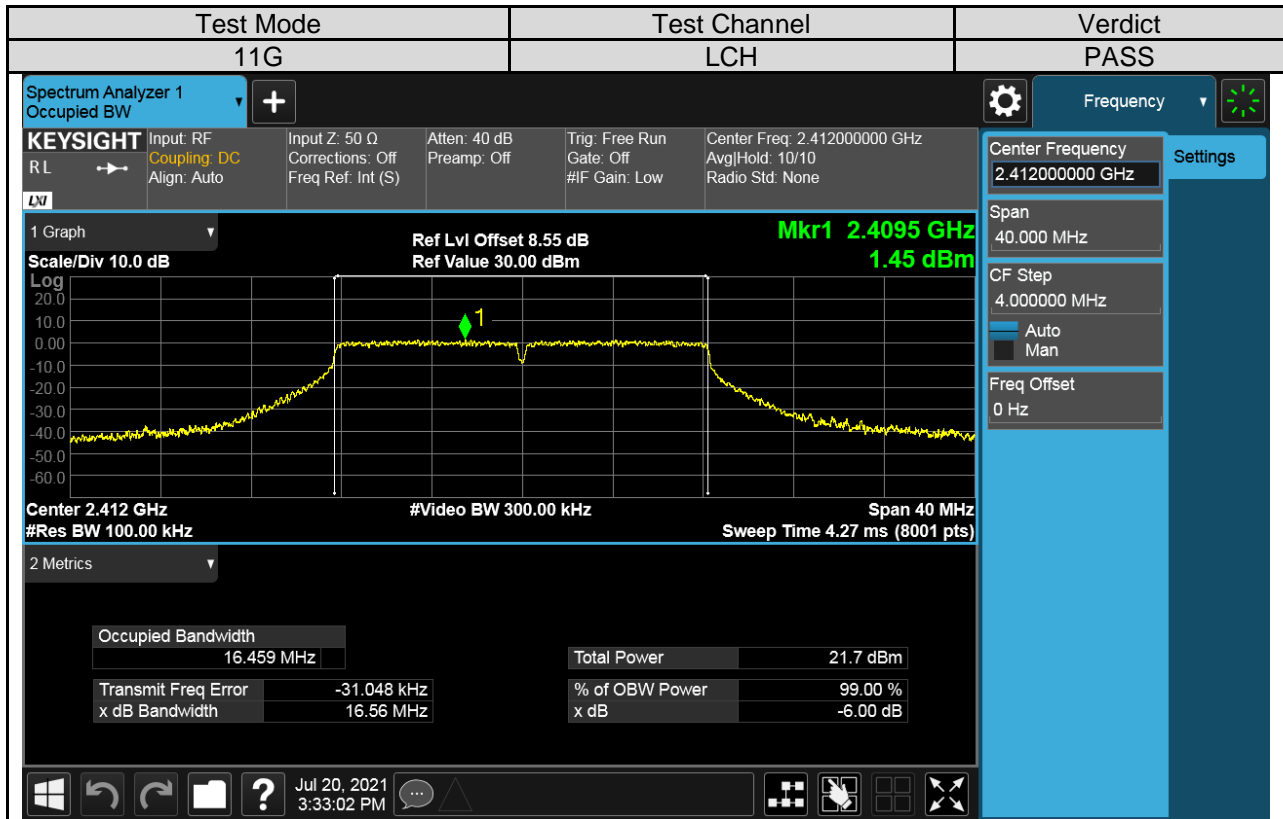 Test Mode Test Channel Verdict
11G LCH PASS
Spectrum Analyzer 1
Occupied BW
Frequency
KEYSIGHT
RL
LXI
Input: RF
Coupling: DC
Align: Auto
Input Z: 50 Ω
Corrections: Off
Freq Ref: Int (S)
Atten: 40 dB
Preamp: Off
Trig: Free Run
Gate: Off
#IF Gain: Low
Center Freq: 2.412000000 GHz
Avg|Hold: 10/10
Radio Std: None
Center Frequency
2.412000000 GHz
Settings
Span
40.000 MHz
CF Step
4.000000 MHz
Auto
Man
Freq Offset
0 Hz
1 Graph
Scale/Div 10.0 dB
Ref Lvl Offset 8.55 dB
Ref Value 30.00 dBm
Mkr1 2.4095 GHz
1.45 dBm
Log
20.0
10.0
0.00
-10.0
-20.0
-30.0
-40.0
-50.0
-60.0
1
Center 2.412 GHz
#Res BW 100.00 kHz
#Video BW 300.00 kHz
Span 40 MHz
Sweep Time 4.27 ms (8001 pts)
2 Metrics
Occupied Bandwidth
16.459 MHz
Total Power 21.7 dBm
Transmit Freq Error -31.048 kHz
% of OBW Power 99.00 %
x dB Bandwidth 16.56 MHz
x dB -6.00 dB
?
Jul 20, 2021
3:33:02 PM